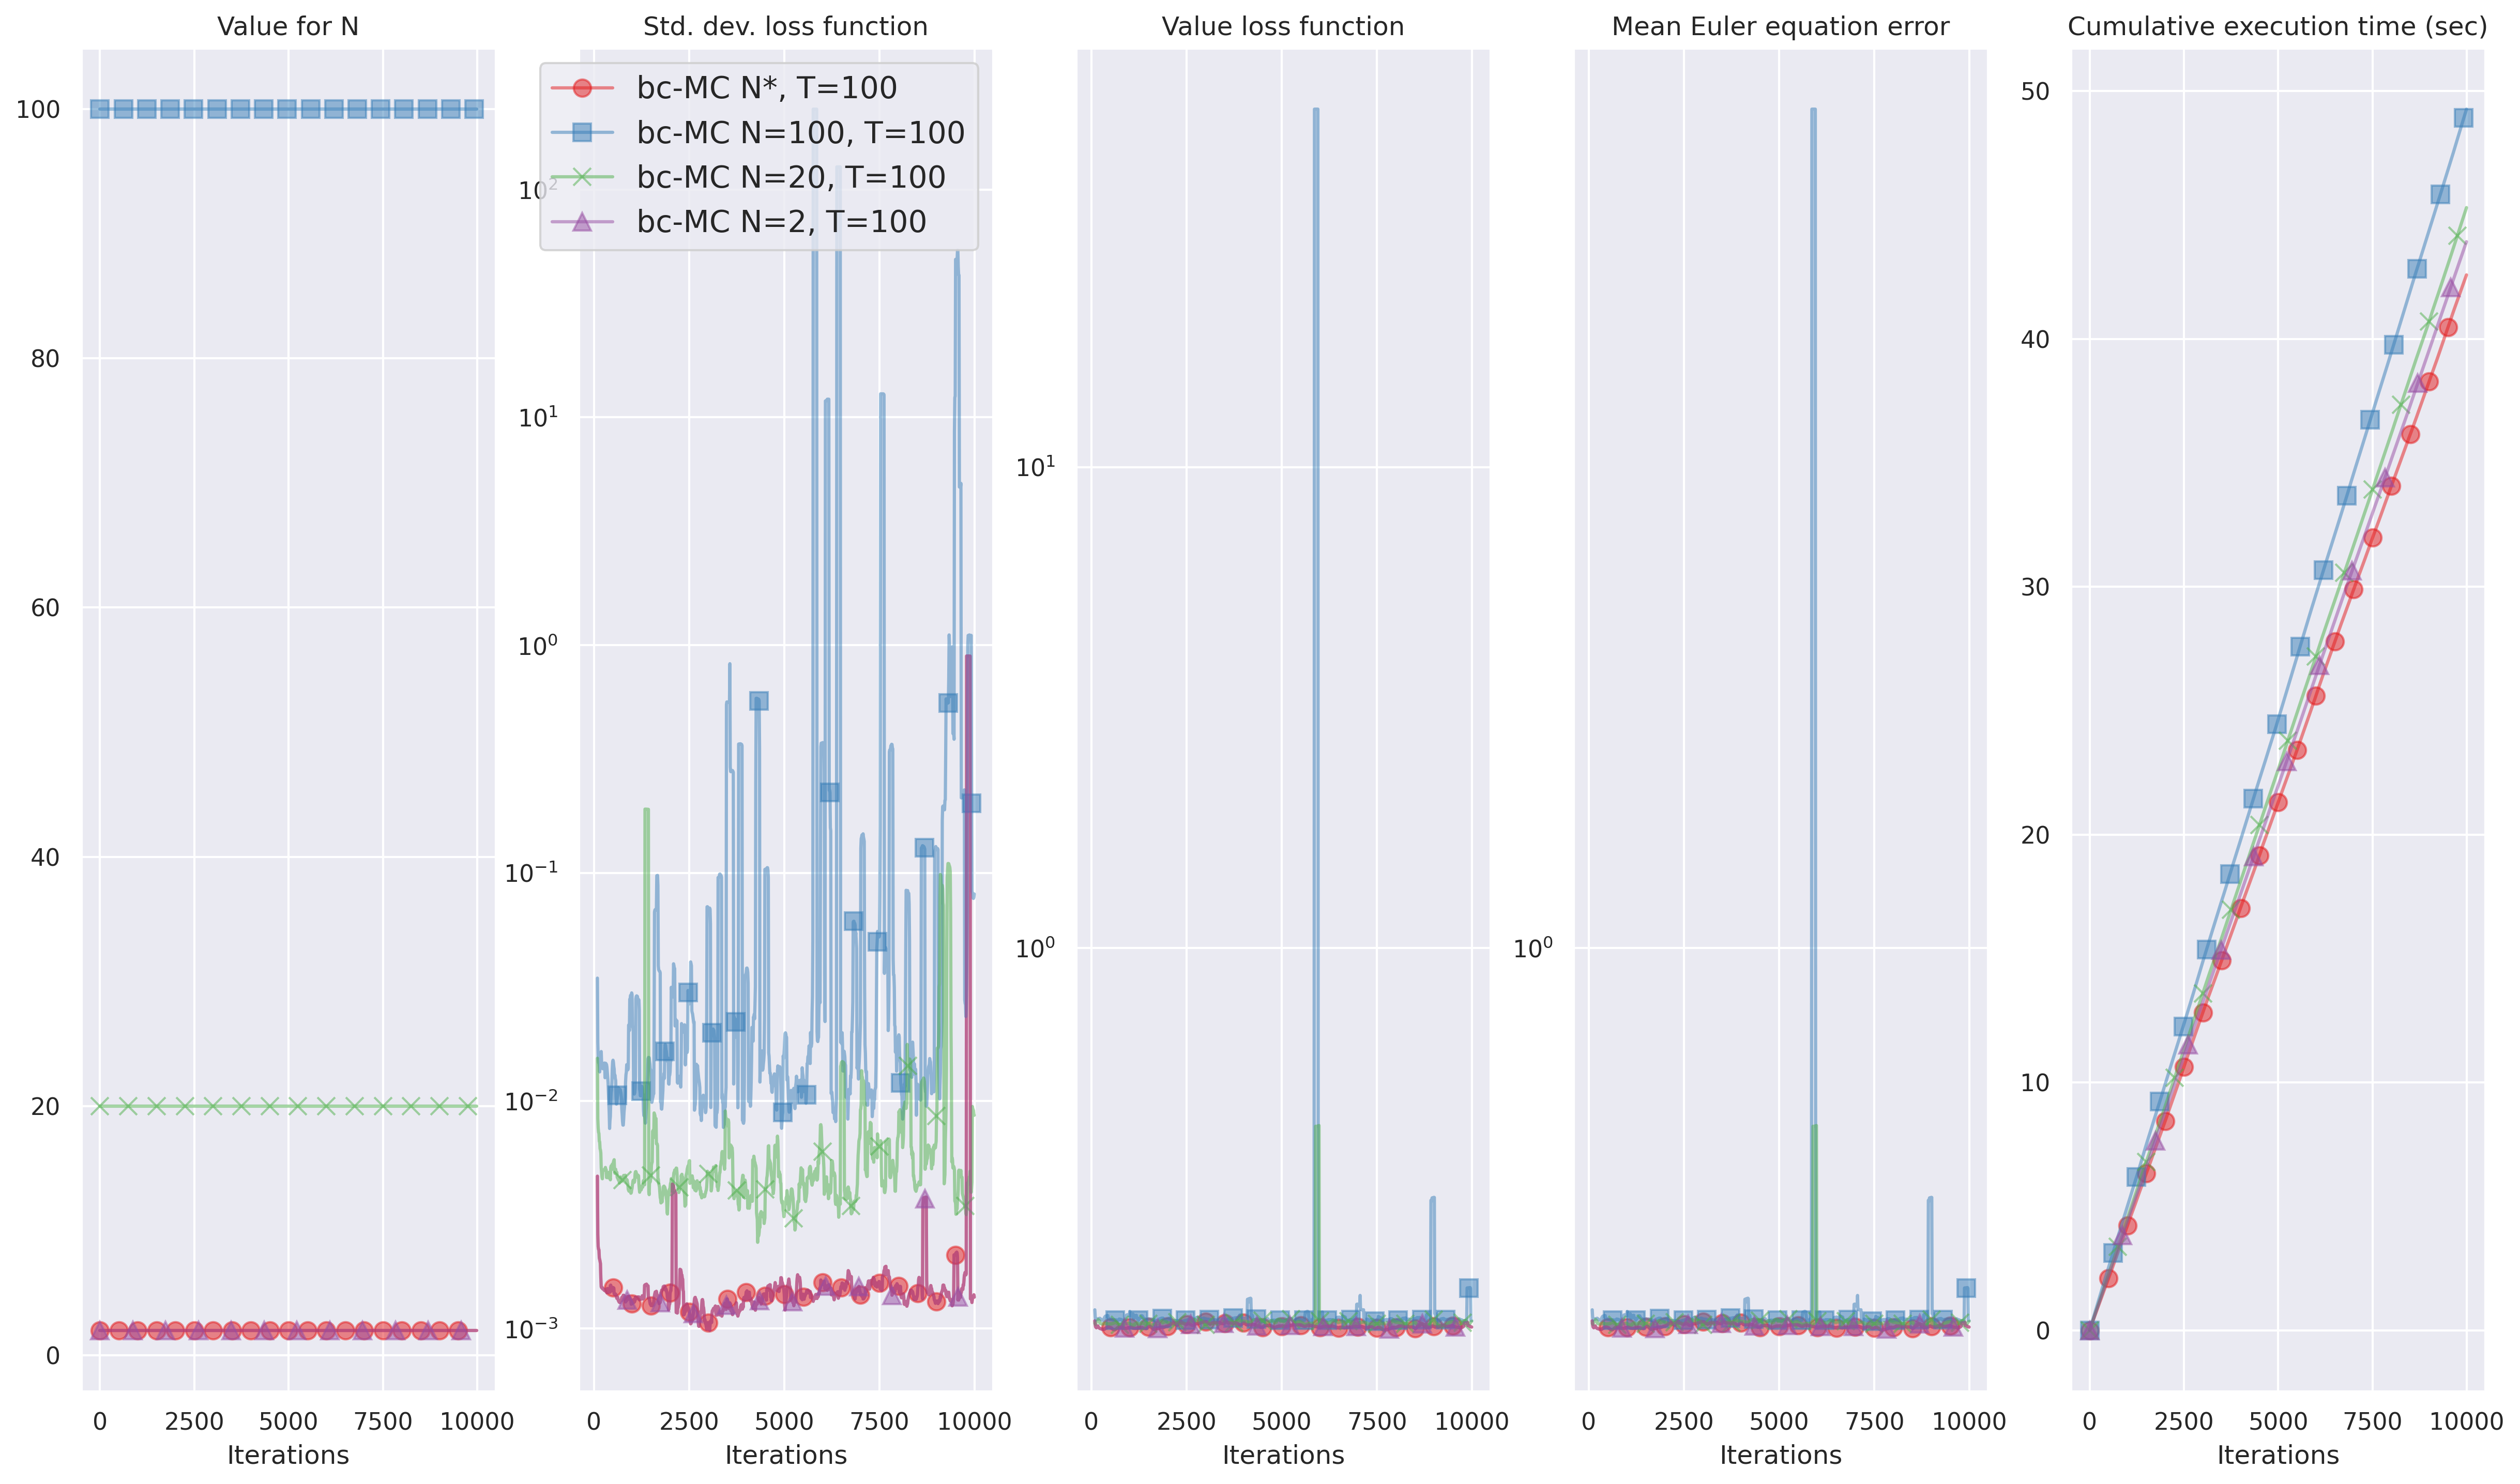 Value for N
Std. dev. loss function
Value loss function
Mean Euler equation error
Cumulative execution time (sec)
bc-MC N*, T=100
bc-MC N=100, T=100
bc-MC N=20, T=100
bc-MC N=2, T=100
100
80
60
40
20
0
10²
10¹
10⁰
10⁻¹
10⁻²
10⁻³
10¹
10⁰
10⁰
50
40
30
20
10
0
0 2500 5000 7500 10000
0 2500 5000 7500 10000
0 2500 5000 7500 10000
0 2500 5000 7500 10000
0 2500 5000 7500 10000
Iterations
Iterations
Iterations
Iterations
Iterations